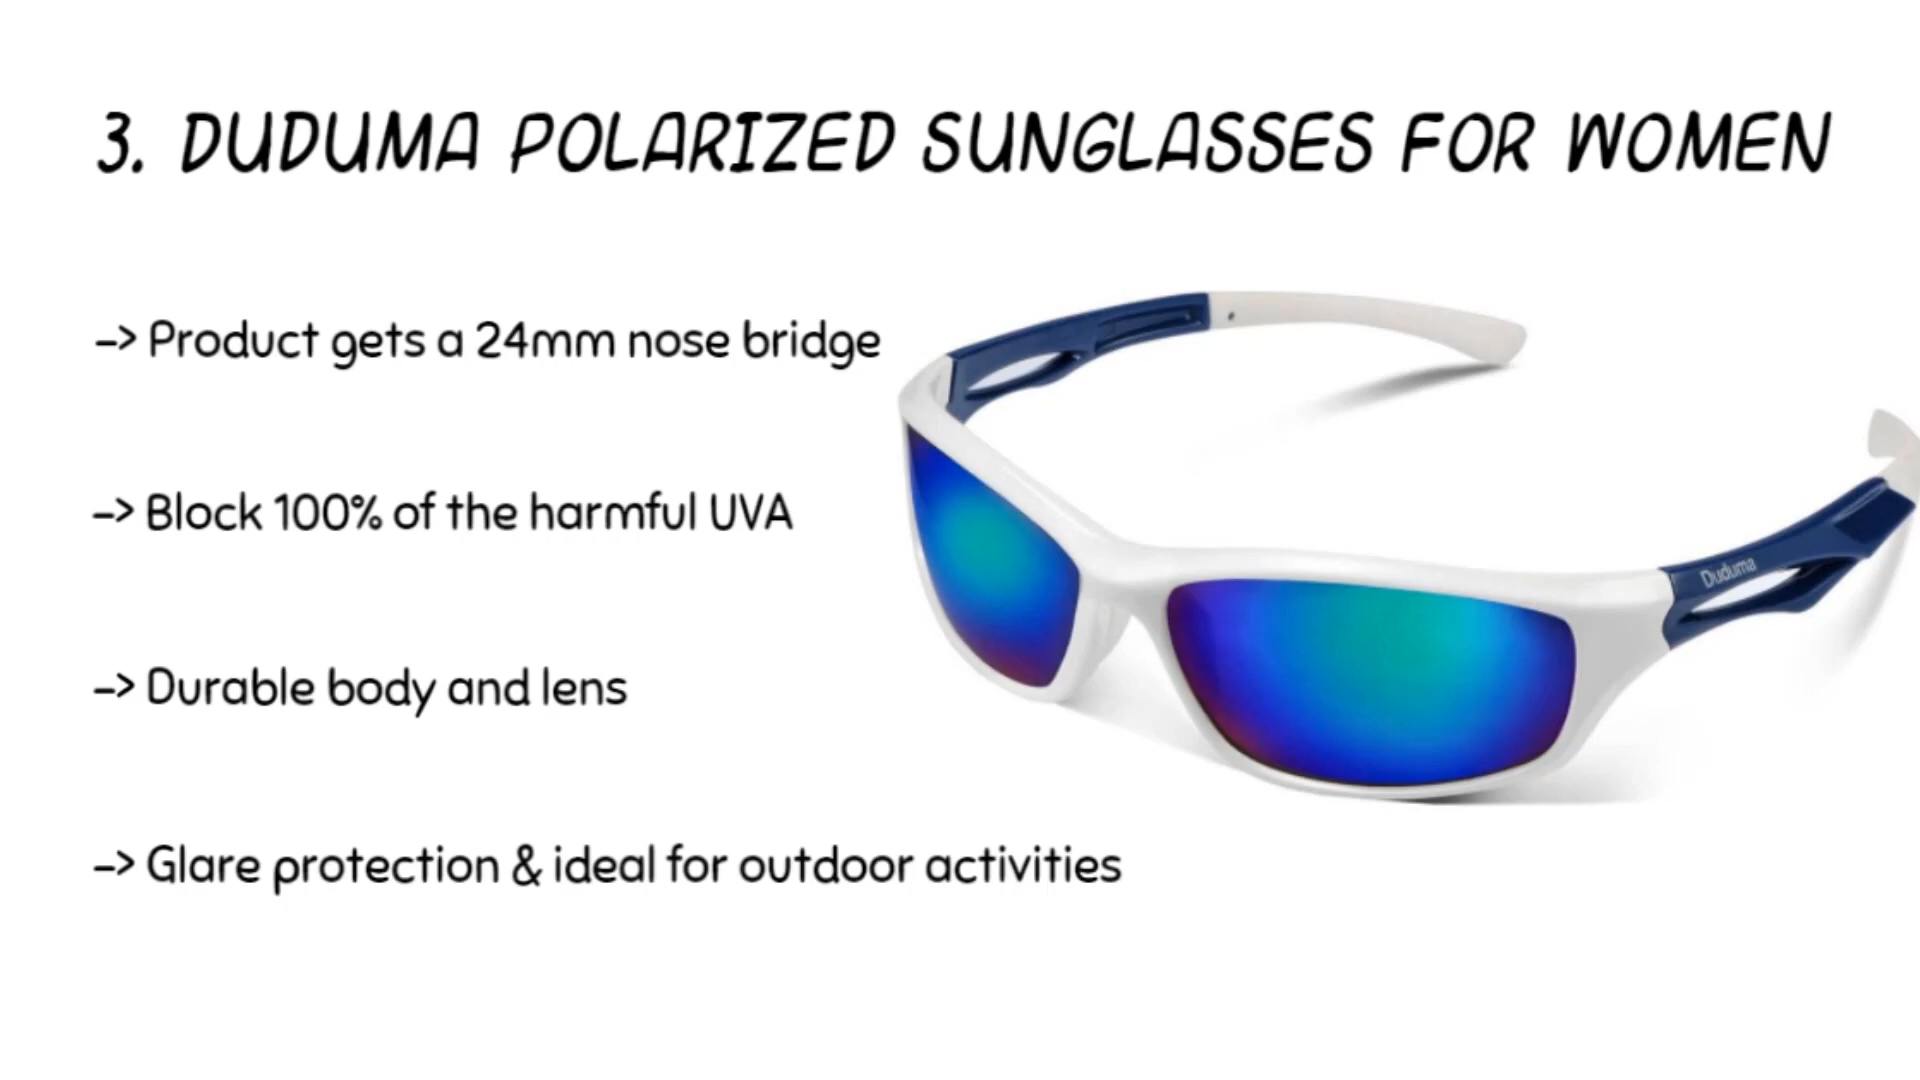 3. DUDUMA POLARIZED SUNGLASSES FOR WOMEN
-> Product gets a 24mm nose bridge
-> Block 100% of the harmful UVA
Duduma
-> Durable body and lens
-> Glare protection & ideal for outdoor activities